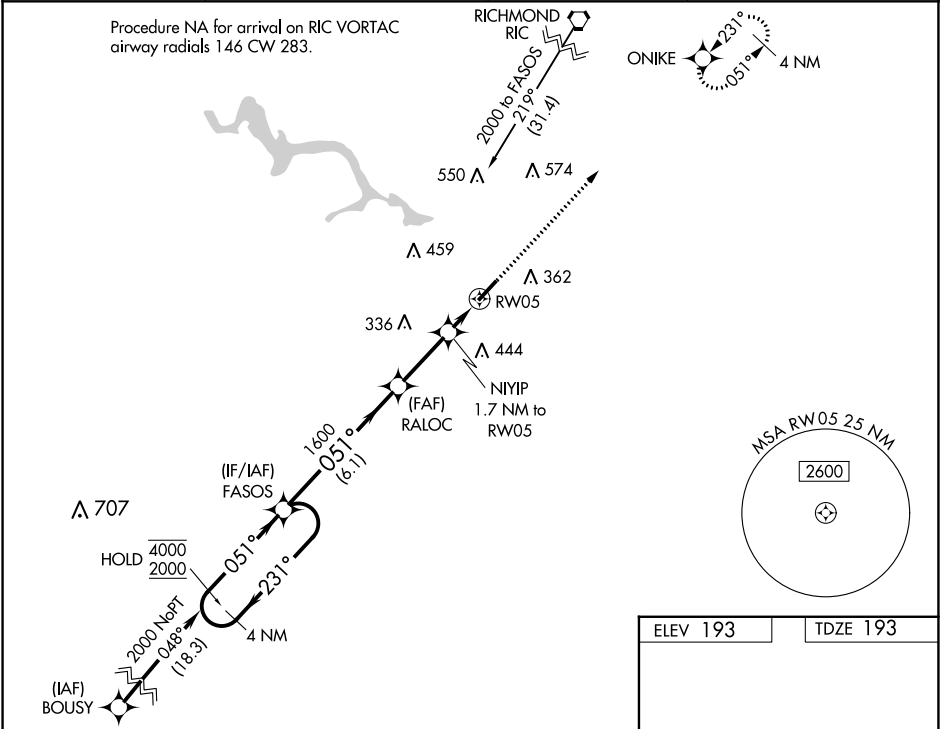 Procedure NA for arrival on RIC VORTAC
airway radials 146 CW 283.
RICHMOND
RIC
2000 to FASOS
219°
(31.4)
ONIKE
231°
051°
4 NM
550
574
459
362
RW05
336
444
NIYIP
1.7 NM to
RW05
(FAF)
RALOC
1600
051°
(6.1)
(IF/IAF)
FASOS
707
HOLD
4000
2000
051°
231°
4 NM
2000 NoPT
048°
(18.3)
(IAF)
BOUSY
MSA RW05 25 NM
2600
ELEV 193
TDZE 193